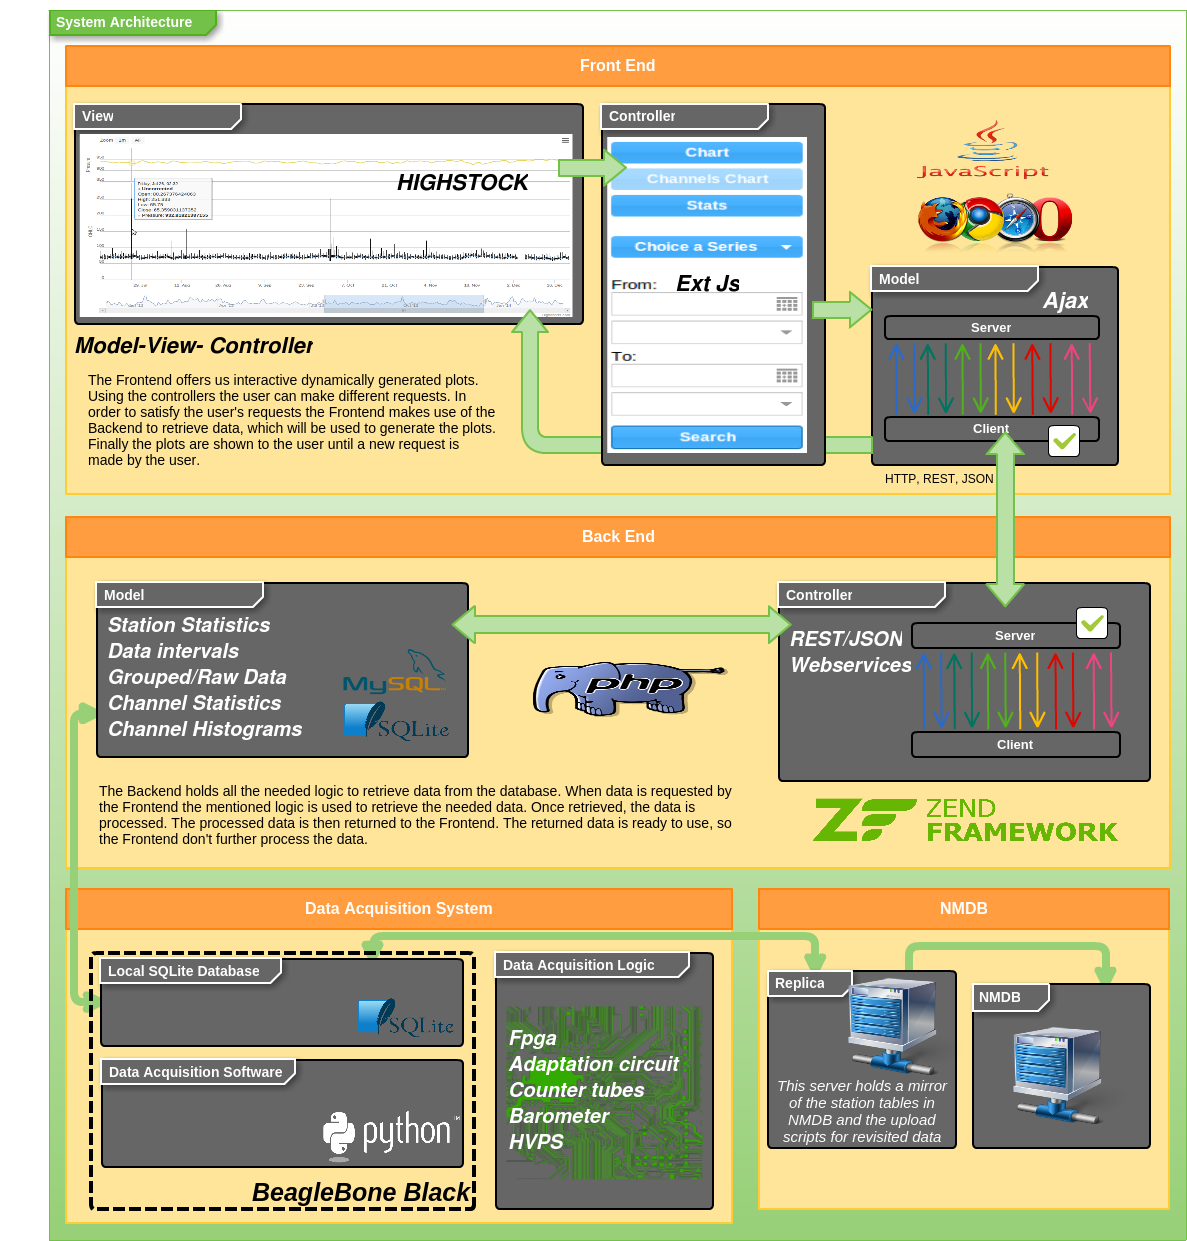 System Architecture
Front End
View
Zoom
HIGHSTOCK
Model-View- Controller
The Frontend offers us interactive dynamically generated plots.
Using the controllers the user can make different requests. In
order to satisfy the user's requests the Frontend makes use of the
Backend to retrieve data, which will be used to generate the plots.
Finally the plots are shown to the user until a new request is
made by the user.
Controller
Chart
Channels Chart
Stats
Choice a Series
From:
Ext Js
To:
Search
JavaScript
Model
Ajax
Server
Client
HTTP, REST, JSON
Back End
Model
Station Statistics
Data intervals
Grouped/Raw Data
Channel Statistics
Channel Histograms
MySQL
SQLite
php
Controller
REST/JSON
Webservices
Server
Client
The Backend holds all the needed logic to retrieve data from the database. When data is requested by
the Frontend the mentioned logic is used to retrieve the needed data. Once retrieved, the data is
processed. The processed data is then returned to the Frontend. The returned data is ready to use, so
the Frontend don't further process the data.
ZF ZEND
FRAMEWORK
Data Acquisition System
Local SQLite Database
SQLite
Data Acquisition Software
python™
BeagleBone Black
Data Acquisition Logic
Fpga
Adaptation circuit
Counter tubes
Barometer
HVPS
NMDB
Replica
This server holds a mirror
of the station tables in
NMDB and the upload
scripts for revisited data
NMDB